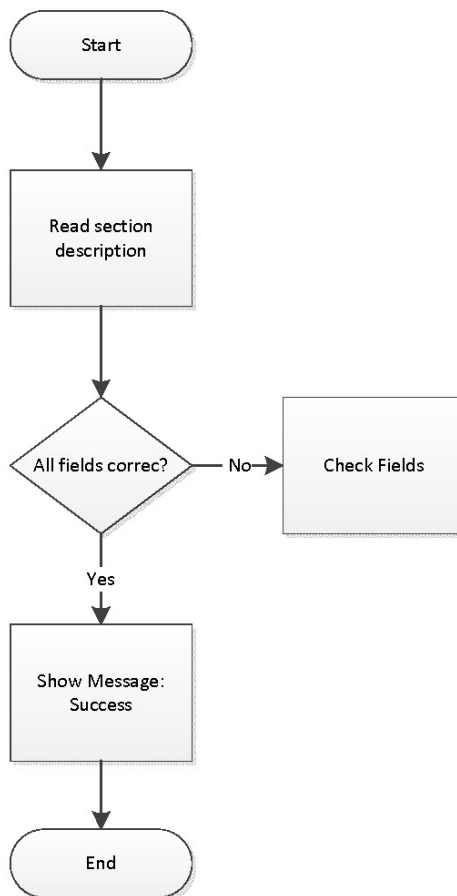 Start
Read section
description
All fields correc?
No
Check Fields
Yes
Show Message:
Success
End